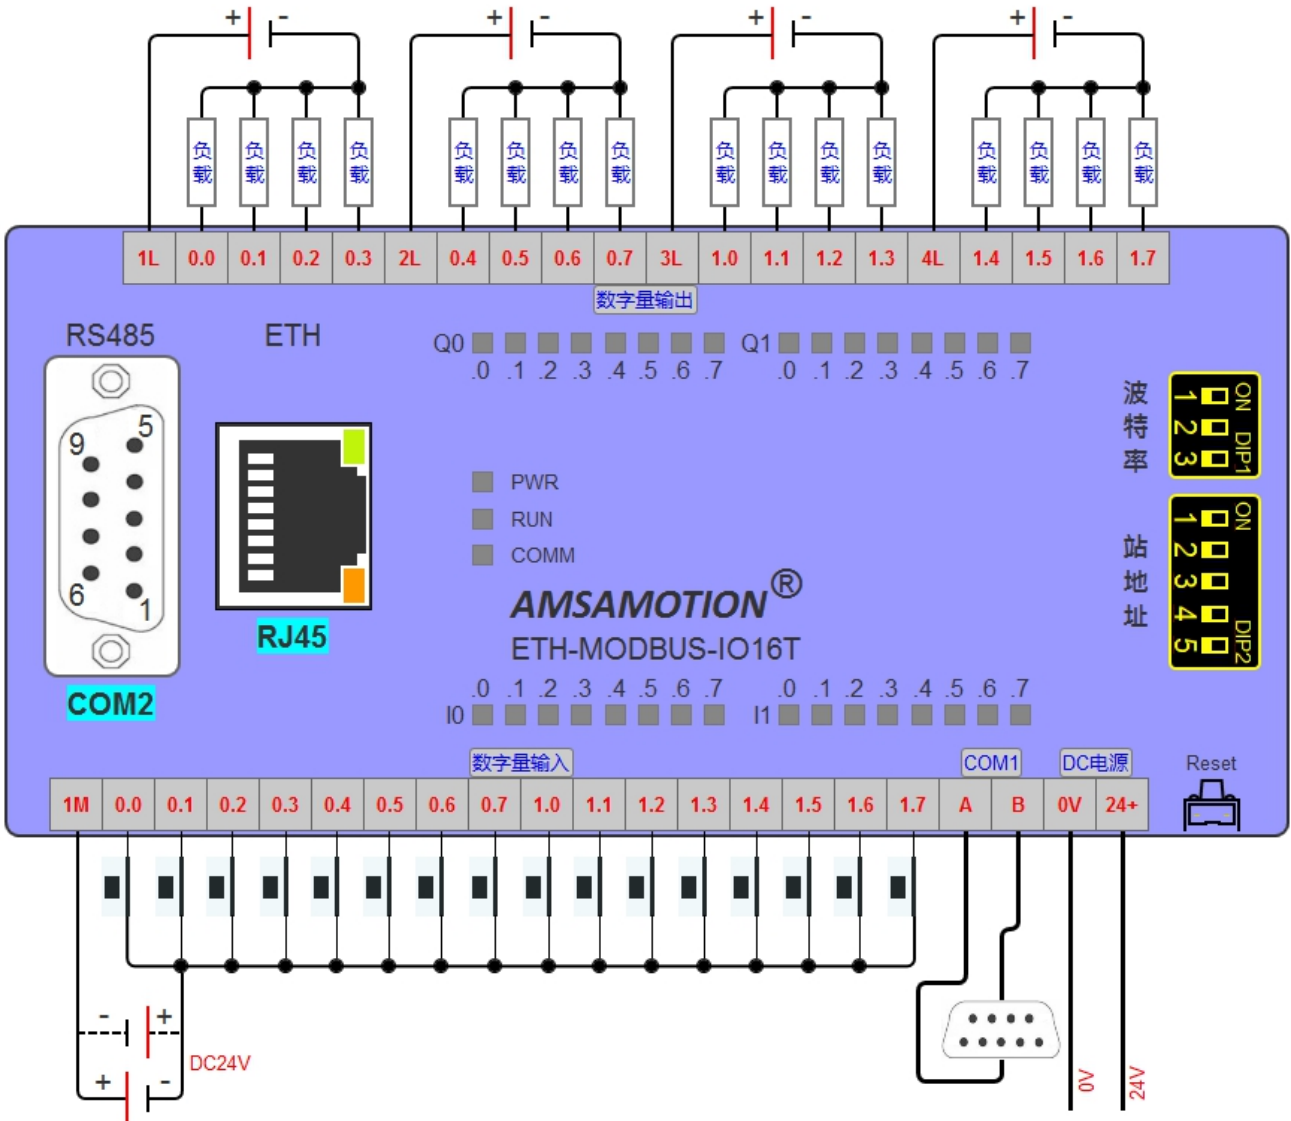 + - + - + - + -
负载 负载 负载 负载 负载 负载 负载 负载 负载 负载 负载 负载 负载 负载 负载 负载
1L 0.0 0.1 0.2 0.3 2L 0.4 0.5 0.6 0.7 3L 1.0 1.1 1.2 1.3 4L 1.4 1.5 1.6 1.7
数字量输出
RS485 ETH
Q0 Q1
.0 .1 .2 .3 .4 .5 .6 .7 .0 .1 .2 .3 .4 .5 .6 .7
波特率
1 2 3
ON DIP1
9 5
6 1
PWR
RUN
COMM
站地址
1 2 3 4 5
ON DIP2
AMSAMOTION®
ETH-MODBUS-IO16T
RJ45
COM2
.0 .1 .2 .3 .4 .5 .6 .7 .0 .1 .2 .3 .4 .5 .6 .7
I0 I1
数字量输入 COM1 DC电源 Reset
1M 0.0 0.1 0.2 0.3 0.4 0.5 0.6 0.7 1.0 1.1 1.2 1.3 1.4 1.5 1.6 1.7 A B 0V 24+
- +
DC24V
+ -
0V 24V